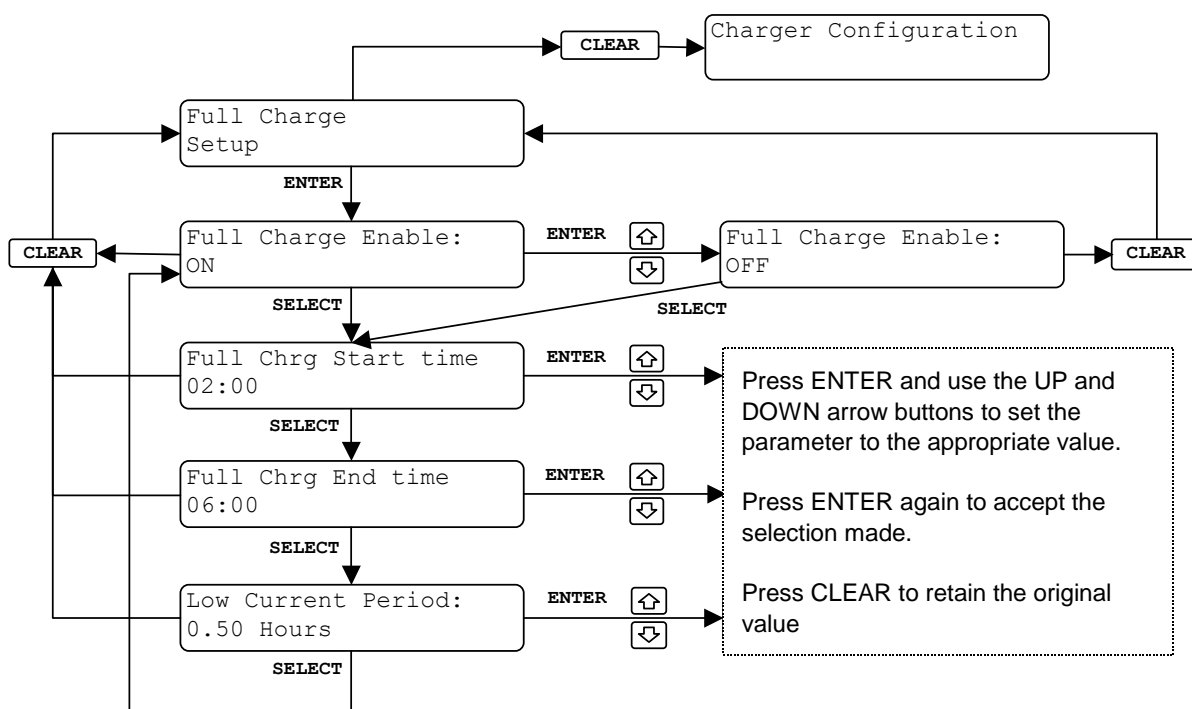 CLEAR
Charger Configuration
Full Charge
Setup
ENTER
CLEAR
Full Charge Enable:
ON
ENTER
Full Charge Enable:
OFF
CLEAR
SELECT
SELECT
Full Chrg Start time
02:00
ENTER
SELECT
Full Chrg End time
06:00
ENTER
SELECT
Low Current Period:
0.50 Hours
ENTER
SELECT
Press ENTER and use the UP and
DOWN arrow buttons to set the
parameter to the appropriate value.
Press ENTER again to accept the
selection made.
Press CLEAR to retain the original
value